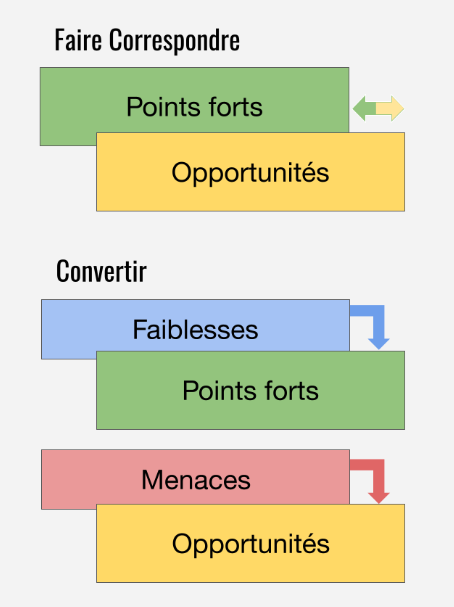 Faire Correspondre
Points forts
Opportunités
Convertir
Faiblesses
Points forts
Menaces
Opportunités